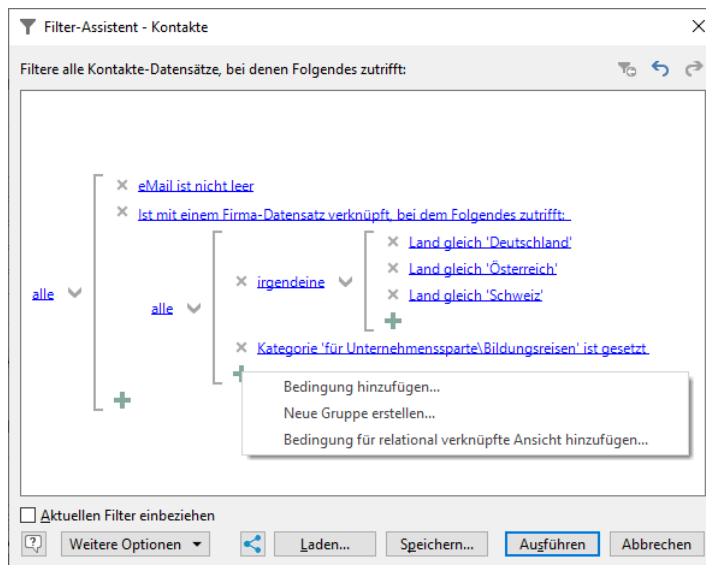 Filter-Assistent - Kontakte
Filtere alle Kontakte-Datensätze, bei denen Folgendes zutrifft:
eMail ist nicht leer
Ist mit einem Firma-Datensatz verknüpft, bei dem Folgendes zutrifft:
Land gleich 'Deutschland'
irgendeine
Land gleich 'Österreich'
alle
alle
Land gleich 'Schweiz'
Kategorie 'für Unternehmenssparte\Bildungsreisen' ist gesetzt
Bedingung hinzufügen...
Neue Gruppe erstellen...
Bedingung für relational verknüpfte Ansicht hinzufügen...
Aktuellen Filter einbeziehen
Weitere Optionen
Laden...
Speichern...
Ausführen
Abbrechen